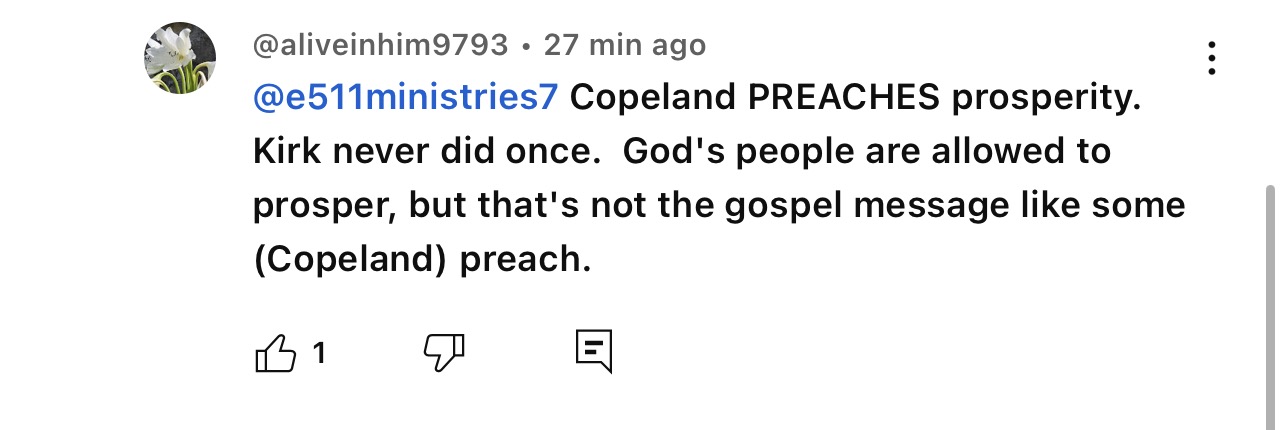 @aliveinhim9793 • 27 min ago
@e511ministries7 Copeland PREACHES prosperity.
Kirk never did once.  God's people are allowed to
prosper, but that's not the gospel message like some
(Copeland) preach.
1